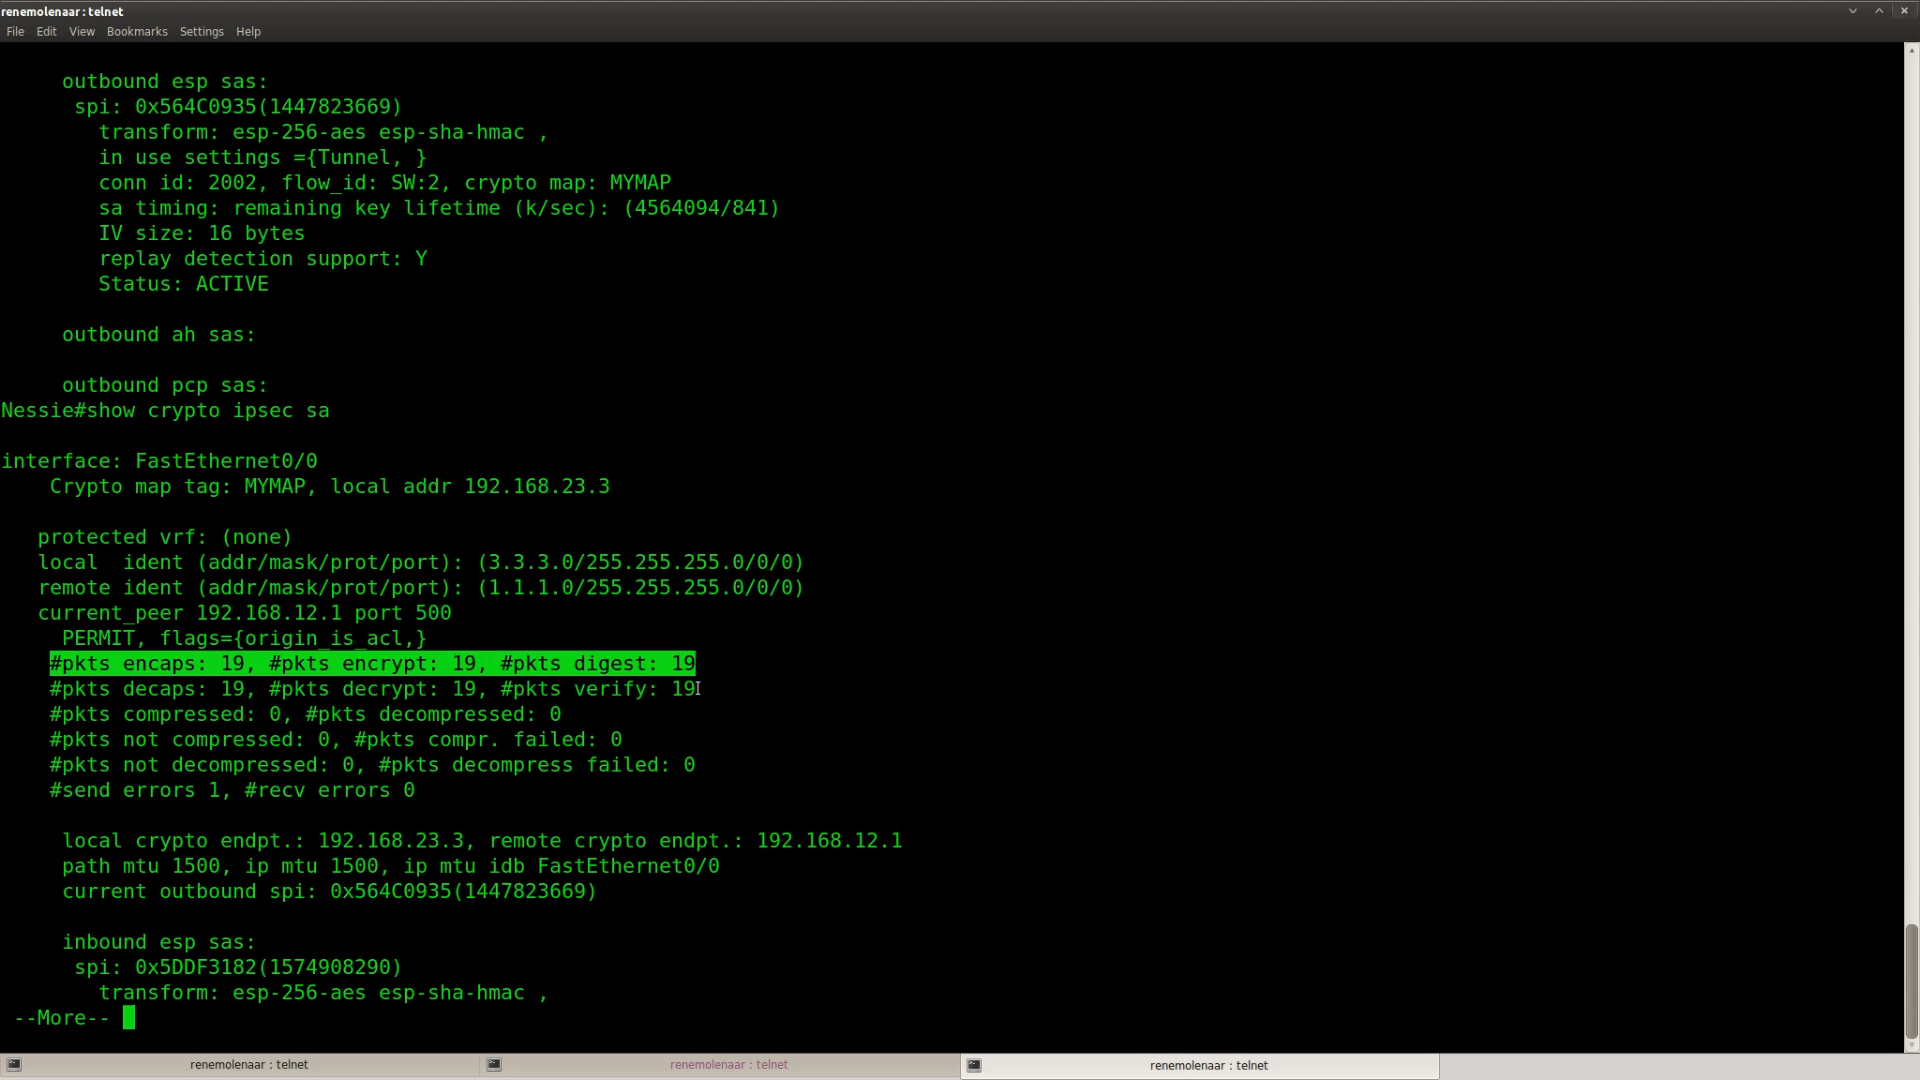 renemolenaar : telnet
File Edit View Bookmarks Settings Help
outbound esp sas:
spi: 0x564C0935(1447823669)
transform: esp-256-aes esp-sha-hmac ,
in use settings ={Tunnel, }
conn id: 2002, flow_id: SW:2, crypto map: MYMAP
sa timing: remaining key lifetime (k/sec): (4564094/841)
IV size: 16 bytes
replay detection support: Y
Status: ACTIVE
outbound ah sas:
outbound pcp sas:
Nessie#show crypto ipsec sa
interface: FastEthernet0/0
Crypto map tag: MYMAP, local addr 192.168.23.3
protected vrf: (none)
local  ident (addr/mask/prot/port): (3.3.3.0/255.255.255.0/0/0)
remote ident (addr/mask/prot/port): (1.1.1.0/255.255.255.0/0/0)
current_peer 192.168.12.1 port 500
PERMIT, flags={origin_is_acl,}
#pkts encaps: 19, #pkts encrypt: 19, #pkts digest: 19
#pkts decaps: 19, #pkts decrypt: 19, #pkts verify: 19
#pkts compressed: 0, #pkts decompressed: 0
#pkts not compressed: 0, #pkts compr. failed: 0
#pkts not decompressed: 0, #pkts decompress failed: 0
#send errors 1, #recv errors 0
local crypto endpt.: 192.168.23.3, remote crypto endpt.: 192.168.12.1
path mtu 1500, ip mtu 1500, ip mtu idb FastEthernet0/0
current outbound spi: 0x564C0935(1447823669)
inbound esp sas:
spi: 0x5DDF3182(1574908290)
transform: esp-256-aes esp-sha-hmac ,
--More--
renemolenaar : telnet renemolenaar : telnet renemolenaar : telnet